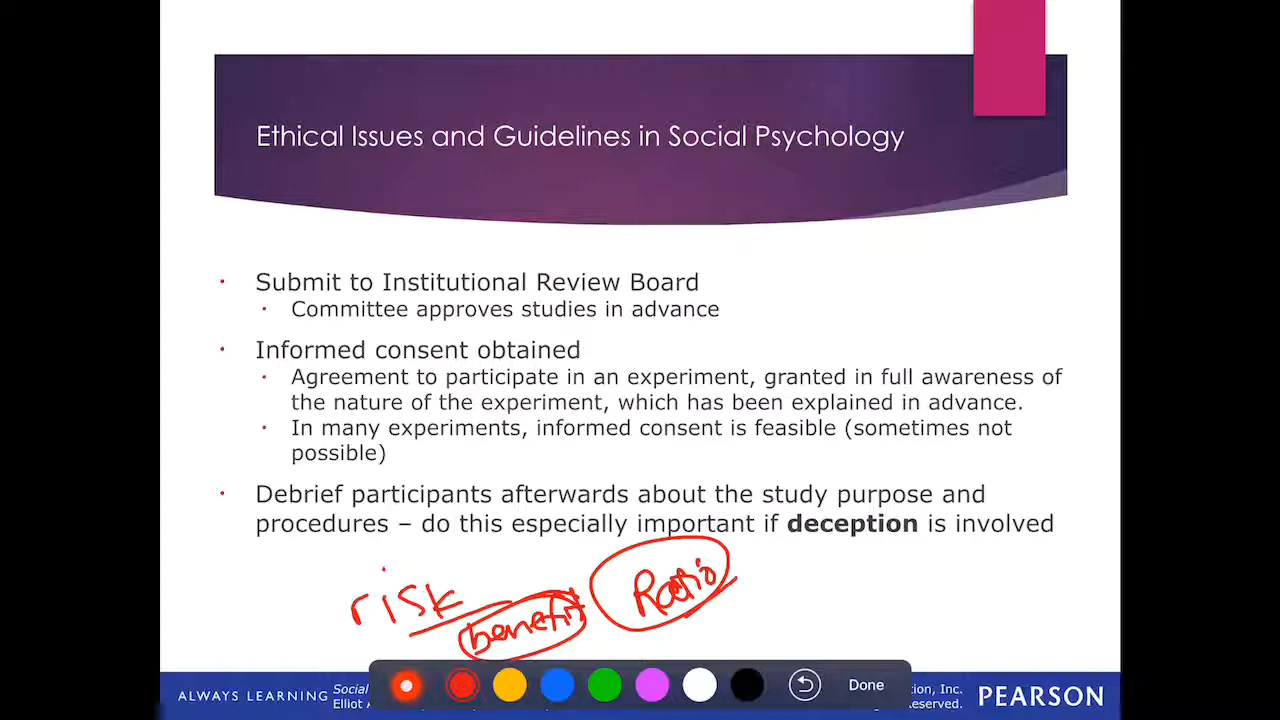 Ethical Issues and Guidelines in Social Psychology
Submit to Institutional Review Board
Committee approves studies in advance
Informed consent obtained
Agreement to participate in an experiment, granted in full awareness of
the nature of the experiment, which has been explained in advance.
In many experiments, informed consent is feasible (sometimes not
possible)
Debrief participants afterwards about the study purpose and
procedures – do this especially important if deception is involved
risk
benefit
Ratio
Done
ALWAYS LEARNING
Social
Elliot A
tion, Inc.
Reserved.
PEARSON